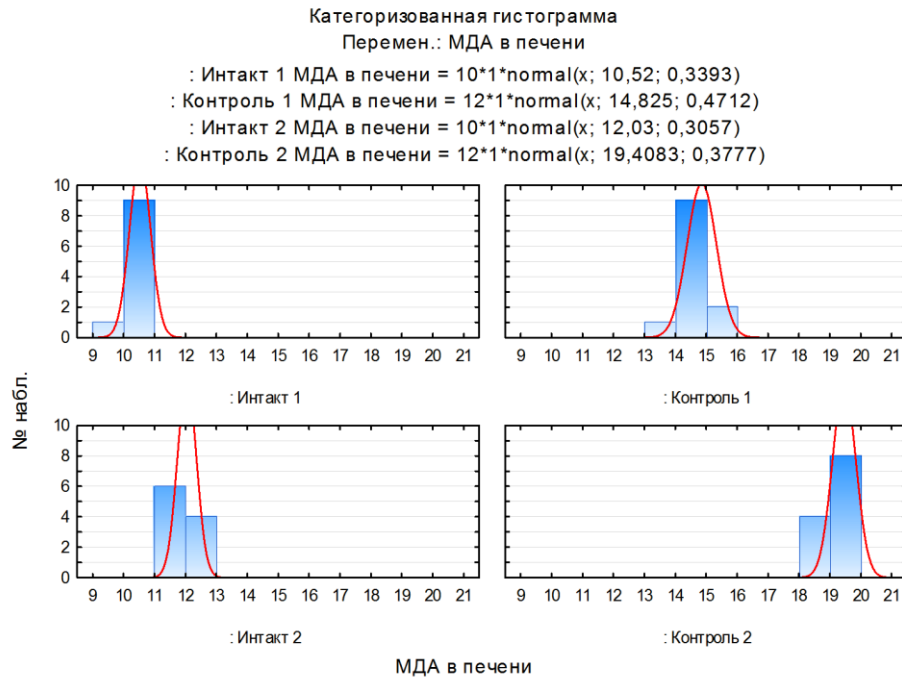 Категоризованная гистограмма
Перемен.: МДА в печени
: Интакт 1 МДА в печени = 10*1*normal(x; 10,52; 0,3393)
: Контроль 1 МДА в печени = 12*1*normal(x; 14,825; 0,4712)
: Интакт 2 МДА в печени = 10*1*normal(x; 12,03; 0,3057)
: Контроль 2 МДА в печени = 12*1*normal(x; 19,4083; 0,3777)
10
8
6
4
2
0
9 10 11 12 13 14 15 16 17 18 19 20 21
: Интакт 1
9 10 11 12 13 14 15 16 17 18 19 20 21
: Контроль 1
№ набл.
10
8
6
4
2
0
9 10 11 12 13 14 15 16 17 18 19 20 21
: Интакт 2
9 10 11 12 13 14 15 16 17 18 19 20 21
: Контроль 2
МДА в печени